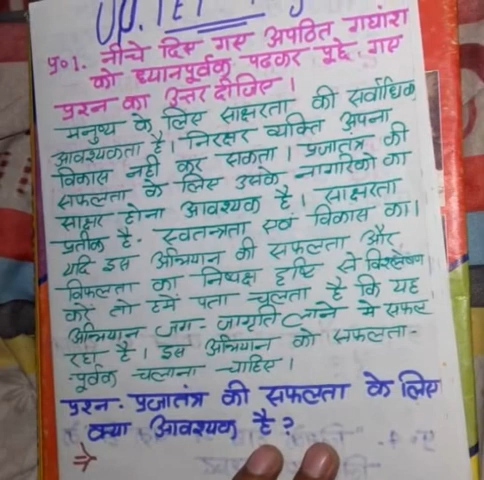 UP. TET
प्र०1. नीचे दिए गए अपठित गद्यांश
को ध्यानपूर्वक पढकर पूछे गए
प्रश्न का उत्तर दीजिए।
मनुष्य के लिए साक्षरता की सर्वाधिक
आवश्यकता है। निरक्षर व्यक्ति अपना
विकास नही कर सकता। प्रजातंत्र की
सफलता के लिए उसके नागरिको का
साक्षर होना आवश्यक है। साक्षरता
प्रतीक है- स्वतन्त्रता एवं विकास का।
यदि इस अभियान की सफलता और
विफलता का निष्पक्ष दृष्टि से विश्लेषण
करे तो हमें पता चलता है कि यह
अभियान जन-जागृति लाने मे सफल
रहा है। इस अभियान को सफलता-
पूर्वक चलाना चाहिए।
प्रश्न- प्रजातंत्र की सफलता के लिए
क्या आवश्यक है?
⇒